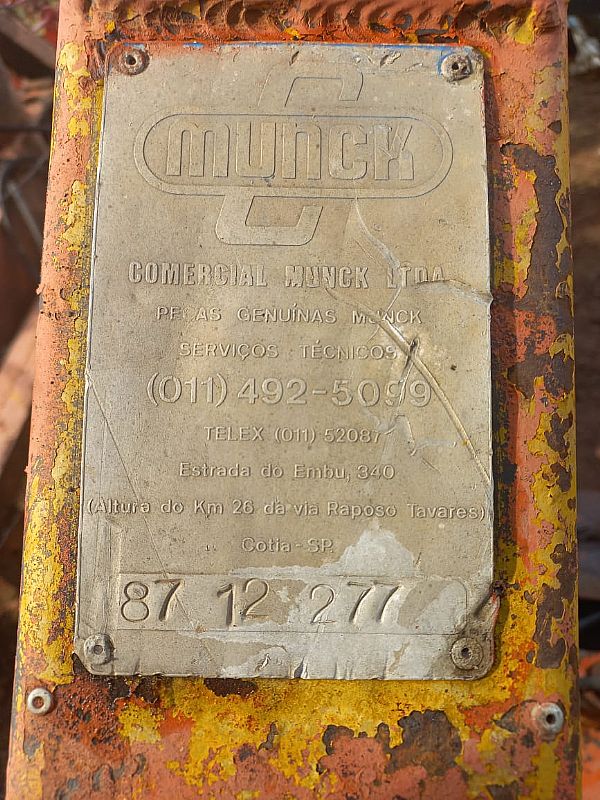 MUNCK
COMERCIAL MUNCK LTDA
PEÇAS GENUÍNAS MUNCK
SERVIÇOS TÉCNICOS
(011) 492-5099
TELEX (011) 52087
Estrada do Embu, 340
(Altura do Km 26 da via Raposo Tavares)
Cotia - SP.
87 12 277